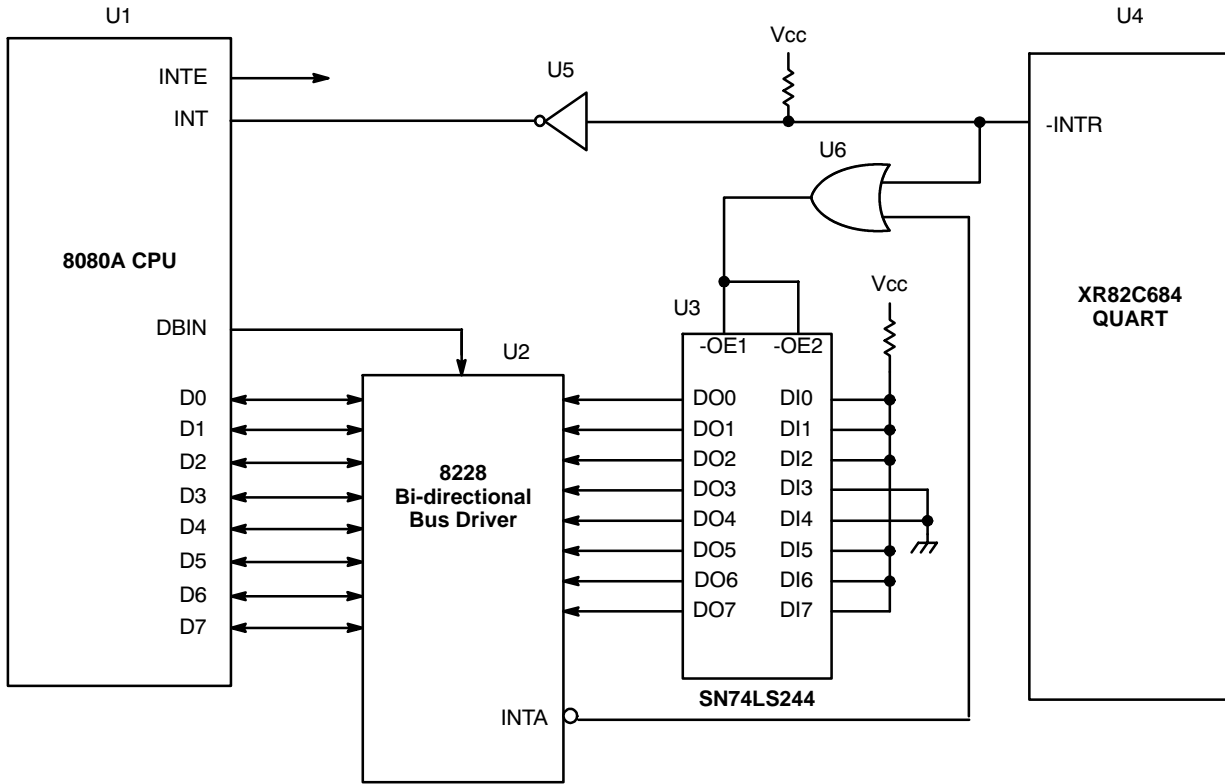 U1
INTE
INT
8080A CPU
DBIN
D0
D1
D2
D3
D4
D5
D6
D7
U5
Vcc
U6
U4
-INTR
XR82C684
QUART
U2
8228
Bi-directional
Bus Driver
INTA
U3
Vcc
-OE1 -OE2
DO0 DI0
DO1 DI1
DO2 DI2
DO3 DI3
DO4 DI4
DO5 DI5
DO6 DI6
DO7 DI7
SN74LS244